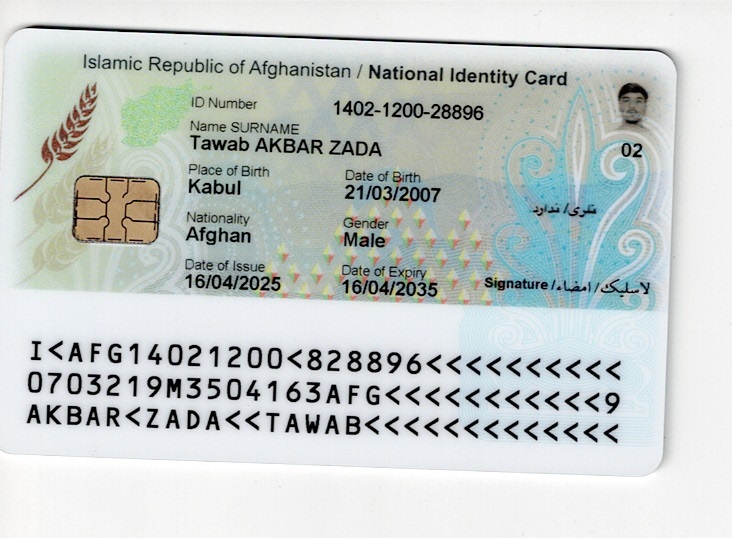 Islamic Republic of Afghanistan / National Identity Card
ID Number 1402-1200-28896
Name SURNAME
Tawab AKBAR ZADA
02
Place of Birth Date of Birth
Kabul 21/03/2007
نلري/ ندارد
Nationality Gender
Afghan Male
Date of Issue Date of Expiry
16/04/2025 16/04/2035
Signature / لاسلیک / امضاء
I<AFG14021200<828896<<<<<<<<<<
0703219M3504163AFG<<<<<<<<<<<9
AKBAR<ZADA<<TAWAB<<<<<<<<<<<<<